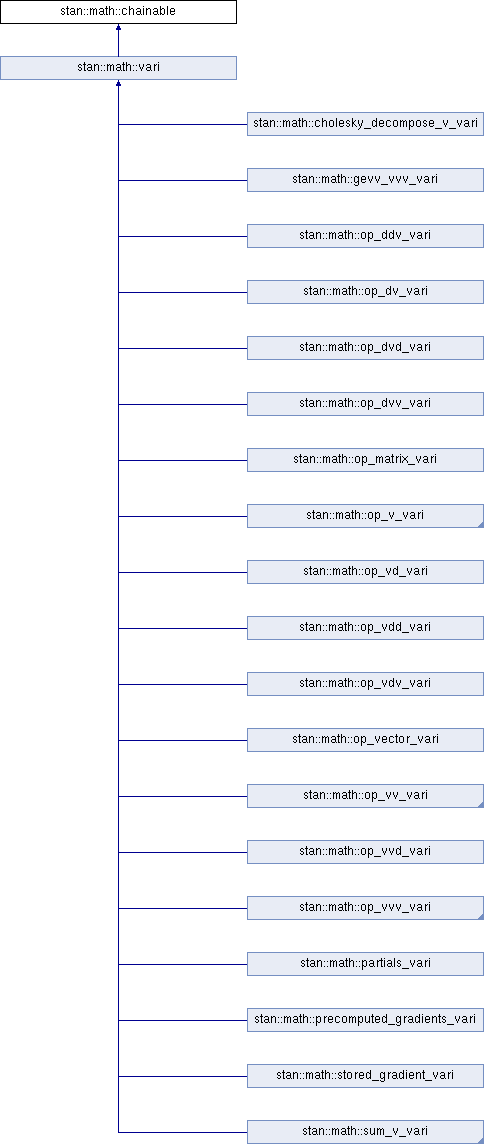 stan::math::chainable
stan::math::vari
stan::math::cholesky_decompose_v_vari
stan::math::gevv_vvv_vari
stan::math::op_ddv_vari
stan::math::op_dv_vari
stan::math::op_dvd_vari
stan::math::op_dvv_vari
stan::math::op_matrix_vari
stan::math::op_v_vari
stan::math::op_vd_vari
stan::math::op_vdd_vari
stan::math::op_vdv_vari
stan::math::op_vector_vari
stan::math::op_vv_vari
stan::math::op_vvd_vari
stan::math::op_vvv_vari
stan::math::partials_vari
stan::math::precomputed_gradients_vari
stan::math::stored_gradient_vari
stan::math::sum_v_vari